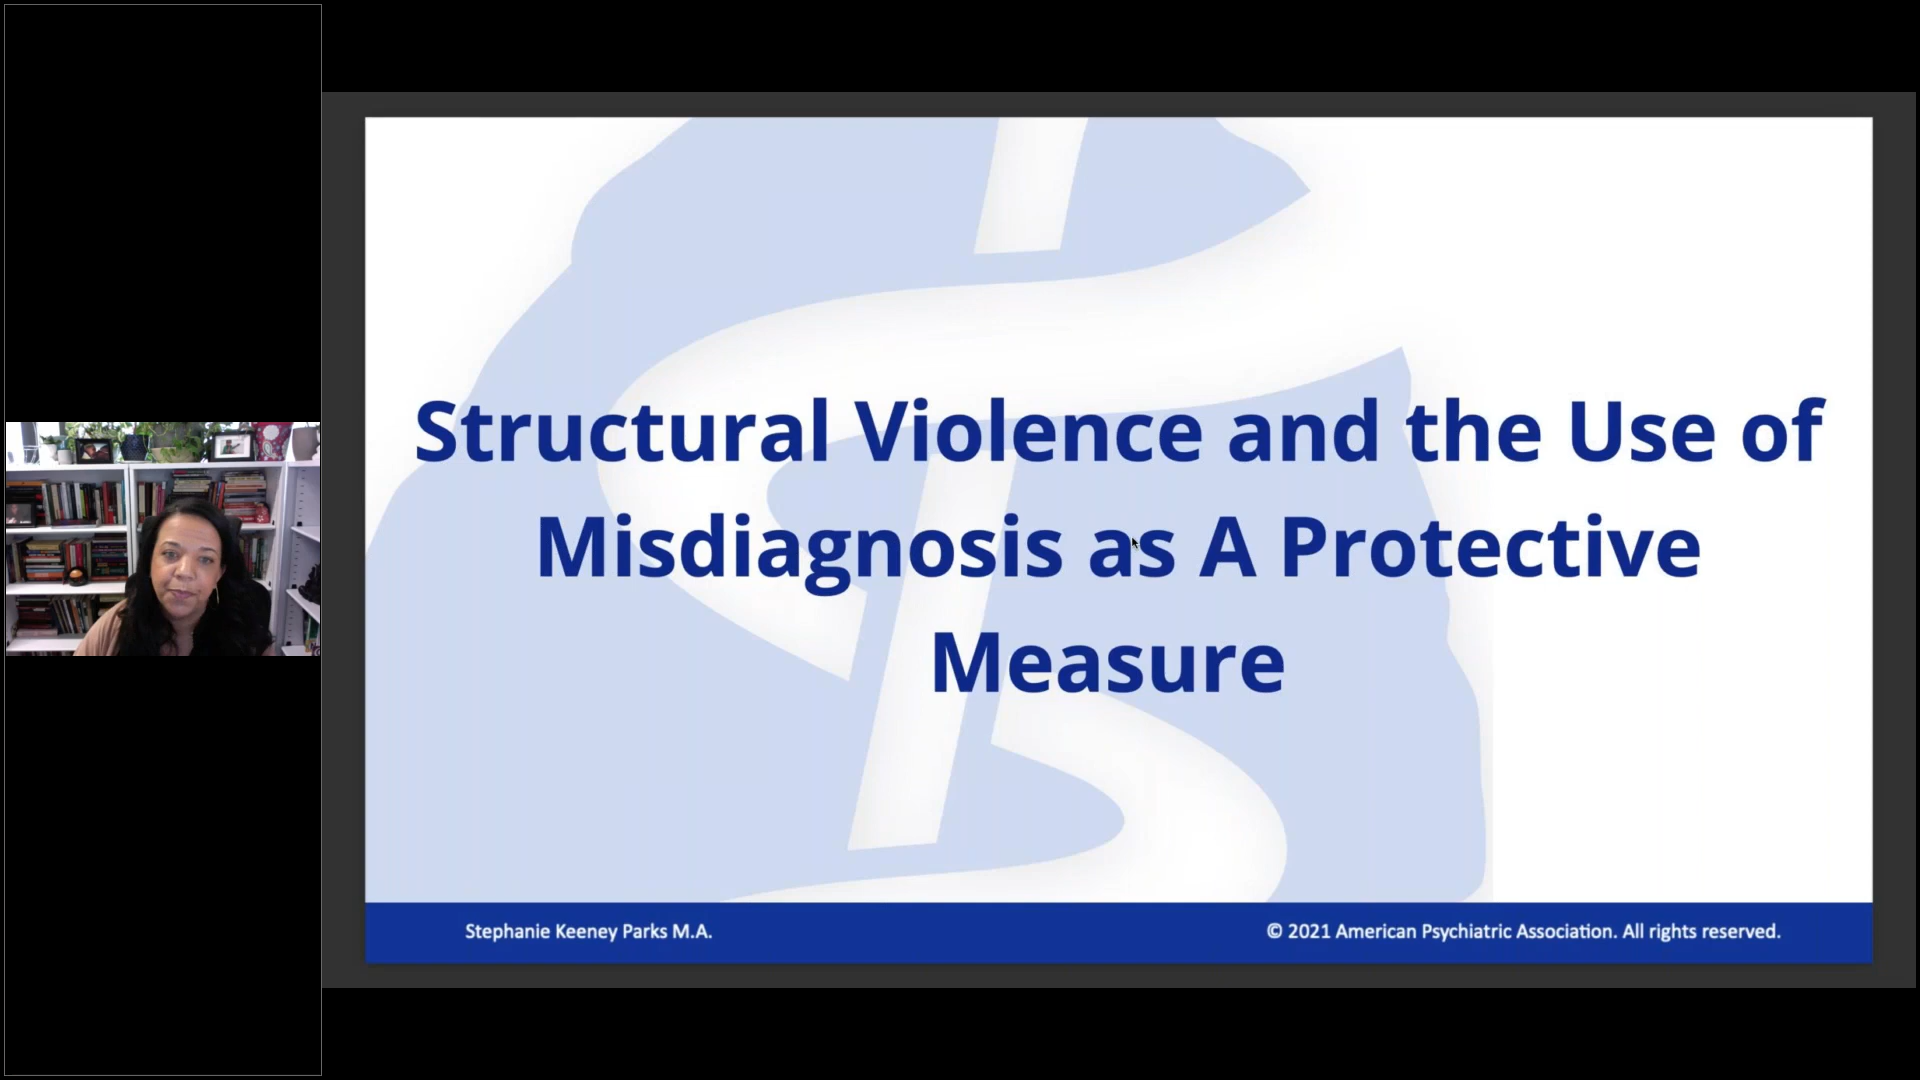 Structural Violence and the Use of
Misdiagnosis as A Protective
Measure
Stephanie Keeney Parks M.A.
© 2021 American Psychiatric Association. All rights reserved.